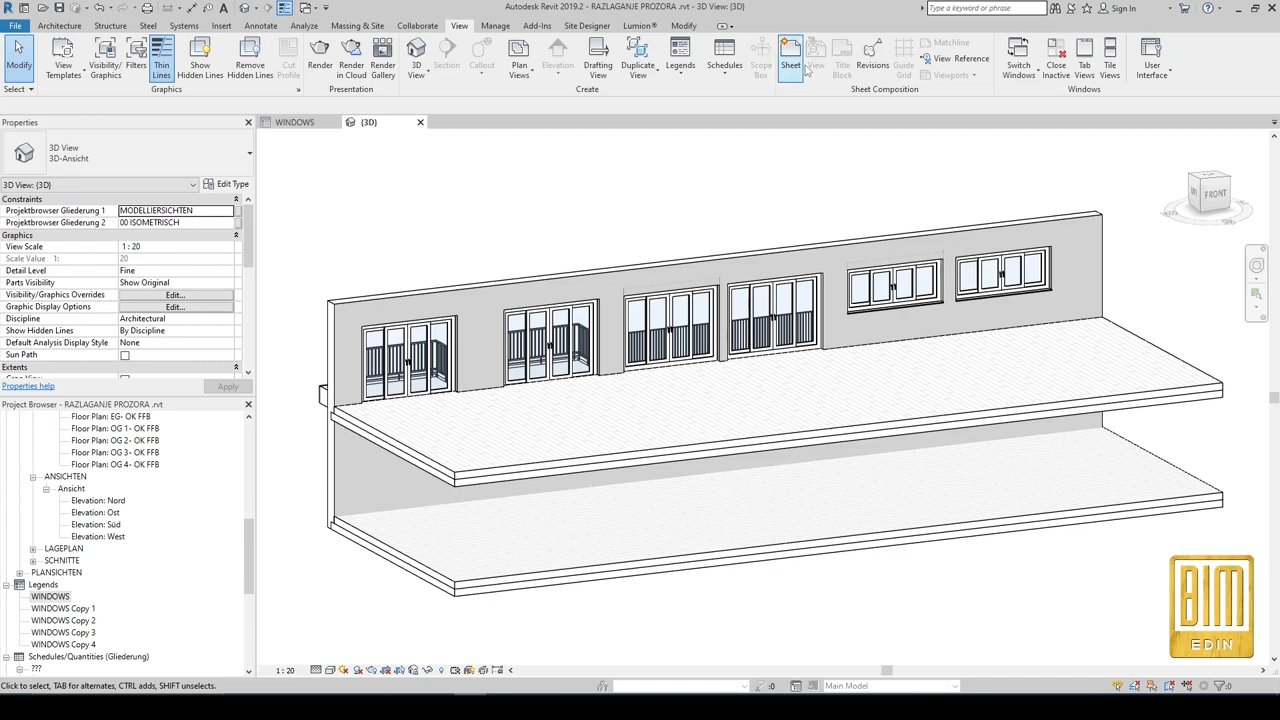 Autodesk Revit 2019.2 - RAZLAGANJE PROZORA .rvt - 3D View: {3D}
Type a keyword or phrase
Sign In
File Architecture Structure Steel Systems Insert Annotate Analyze Massing & Site Collaborate View Manage Add-Ins Site Designer Lumion® Modify
Modify
View Templates
Visibility/ Graphics
Filters
Thin Lines
Show Hidden Lines
Remove Hidden Lines
Cut Profile
Render
Render in Cloud
Render Gallery
3D View
Section
Callout
Plan Views
Elevation
Drafting View
Duplicate View
Legends
Schedules
Scope Box
Sheet
View
Title Block
Revisions
Guide Grid
Matchline
View Reference
Viewports
Switch Windows
Close Inactive
Tab Views
Tile Views
User Interface
Select Graphics Presentation Create Sheet Composition Windows
Properties
WINDOWS {3D}
3D View
3D-Ansicht
3D View: {3D} Edit Type
Constraints
Projektbrowser Gliederung 1 MODELLIERSICHTEN
Projektbrowser Gliederung 2 00 ISOMETRISCH
Graphics
View Scale 1 : 20
Scale Value 1: 20
Detail Level Fine
Parts Visibility Show Original
Visibility/Graphics Overrides Edit...
Graphic Display Options Edit...
Discipline Architectural
Show Hidden Lines By Discipline
Default Analysis Display Style None
Sun Path
Extents
Properties help Apply
Project Browser - RAZLAGANJE PROZORA .rvt
Floor Plan: EG- OK FFB
Floor Plan: OG 1- OK FFB
Floor Plan: OG 2- OK FFB
Floor Plan: OG 3- OK FFB
Floor Plan: OG 4- OK FFB
ANSICHTEN
Ansicht
Elevation: Nord
Elevation: Ost
Elevation: Süd
Elevation: West
LAGEPLAN
SCHNITTE
PLANSICHTEN
Legends
WINDOWS
WINDOWS Copy 1
WINDOWS Copy 2
WINDOWS Copy 3
WINDOWS Copy 4
Schedules/Quantities (Gliederung)
???
FRONT
BIM
EDIN
1 : 20
Click to select, TAB for alternates, CTRL adds, SHIFT unselects.
:0
Main Model
:0